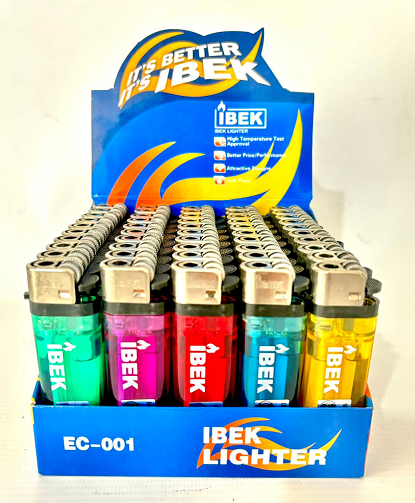 IT'S BETTER
IT'S IBEK
IBEK
IBEK LIGHTER
High Temperature Test
Approval
Better Price/Performance
Attractive Designs
IBEK
IBEK
IBEK
IBEK
IBEK
EC-001
IBEK
LIGHTER